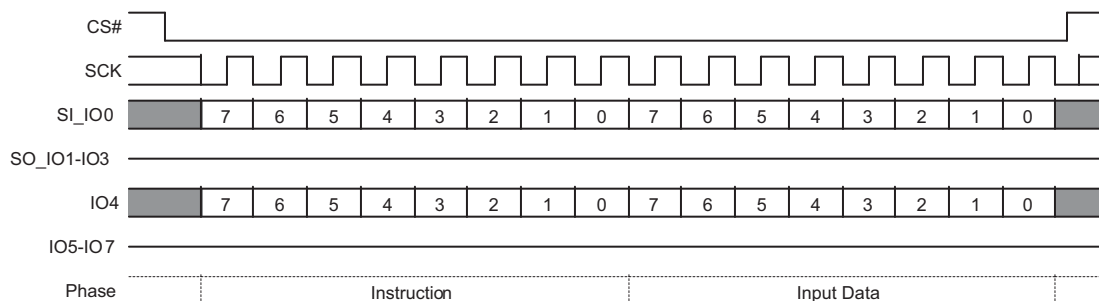 CS#
SCK
SI_IO0 7 6 5 4 3 2 1 0 7 6 5 4 3 2 1 0
SO_IO1-IO3
IO4 7 6 5 4 3 2 1 0 7 6 5 4 3 2 1 0
IO5-IO7
Phase Instruction Input Data